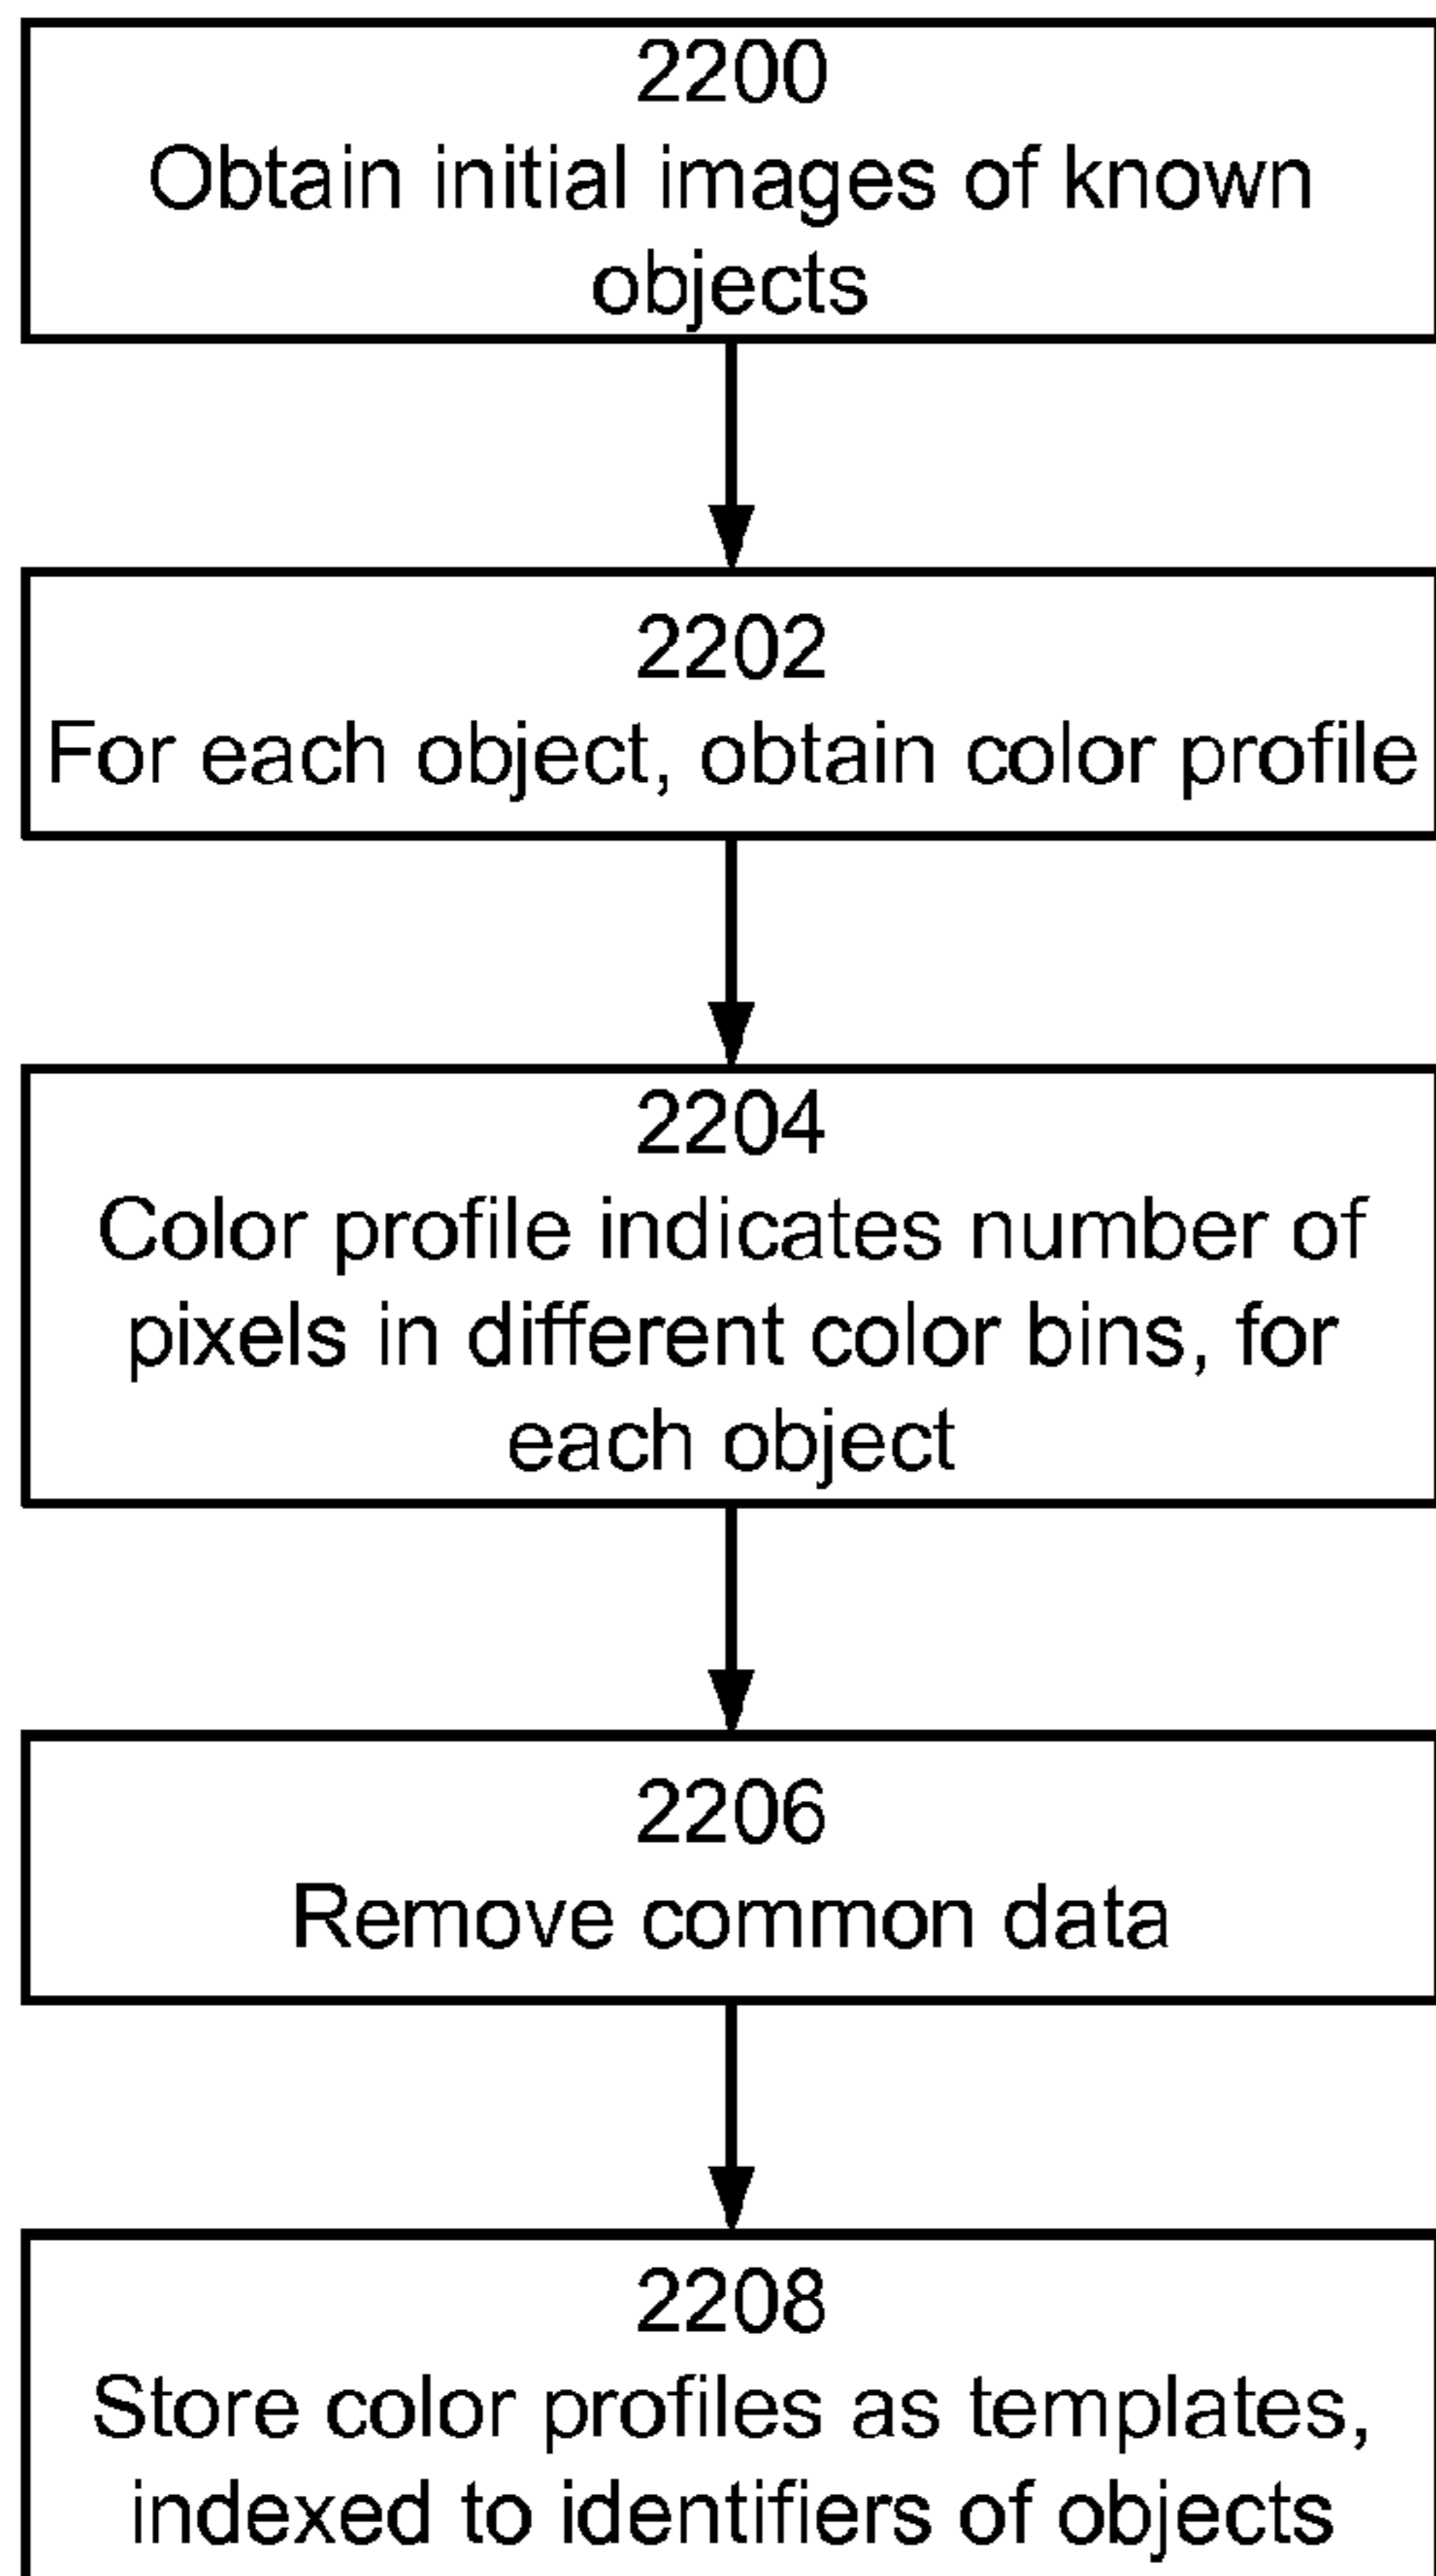 2200
Obtain initial images of known
objects
2202
For each object, obtain color profile
2204
Color profile indicates number of
pixels in different color bins, for
each object
2206
Remove common data
2208
Store color profiles as templates,
indexed to identifiers of objects